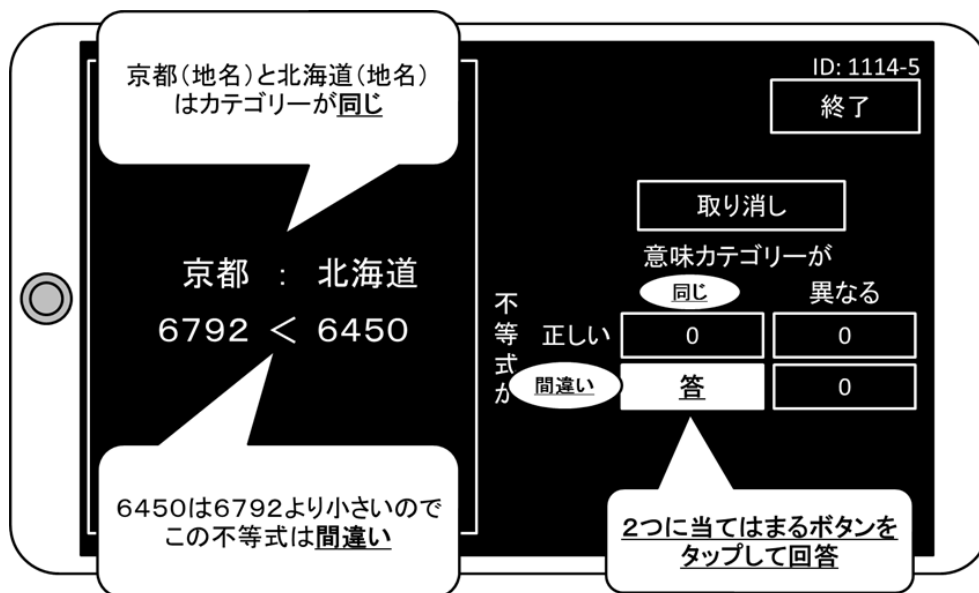 京都(地名)と北海道(地名)
はカテゴリーが同じ
ID: 1114-5
終了
取り消し
京都 : 北海道
6792 < 6450
意味カテゴリーが
同じ 異なる
不等式が
正しい 0 0
間違い 答 0
6450は6792より小さいので
この不等式は間違い
2つに当てはまるボタンを
タップして回答